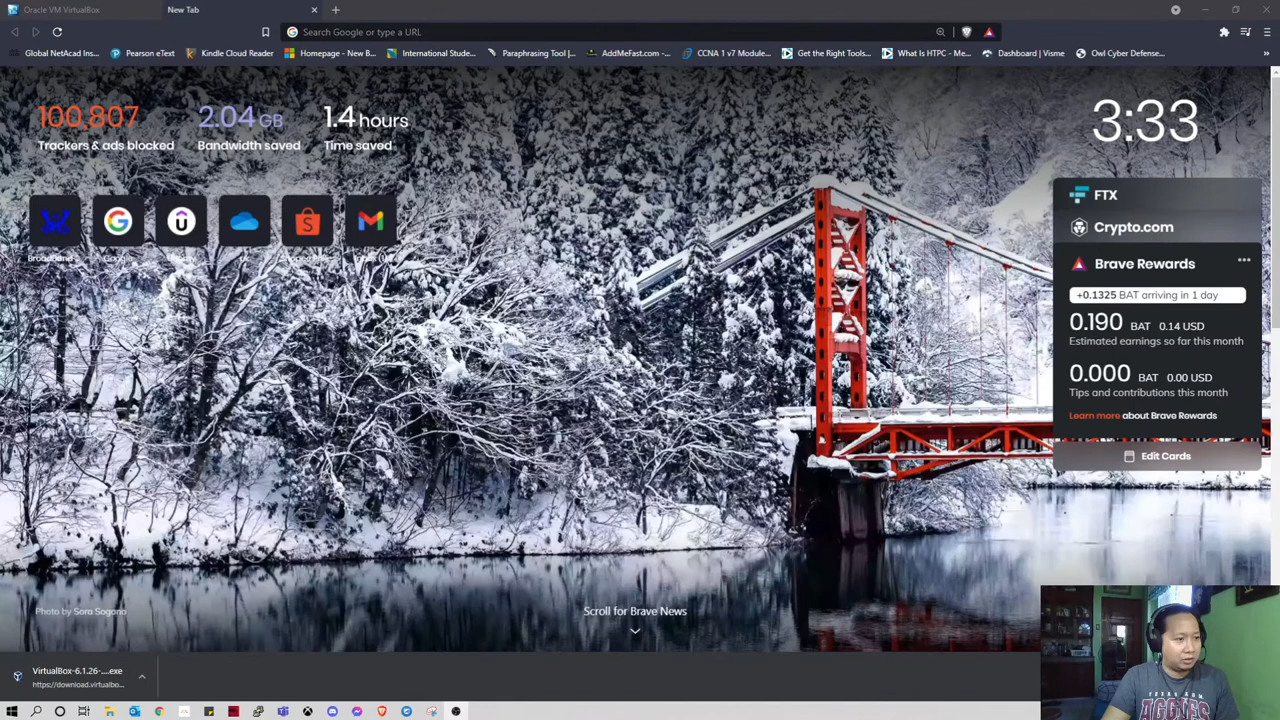 Oracle VM VirtualBox
New Tab
Search Google or type a URL
Global NetAcad Ins...
Pearson eText
Kindle Cloud Reader
Homepage - New B...
International Stude...
Paraphrasing Tool |...
AddMeFast.com -...
CCNA 1 v7 Module...
Get the Right Tools...
What Is HTPC - Me...
Dashboard | Visme
Owl Cyber Defense...
100,807
Trackers & ads blocked
2.04 GB
Bandwidth saved
1.4 hours
Time saved
3:33
Google
FTX
Crypto.com
Brave Rewards
+0.1325 BAT arriving in 1 day
0.190 BAT 0.14 USD
Estimated earnings so far this month
0.000 BAT 0.00 USD
Tips and contributions this month
Learn more about Brave Rewards
Edit Cards
Photo by Sora Sagano
Scroll for Brave News
VirtualBox-6.1.26-....exe
https://download.virtualbo...
TEXAS A&M
AGGIES